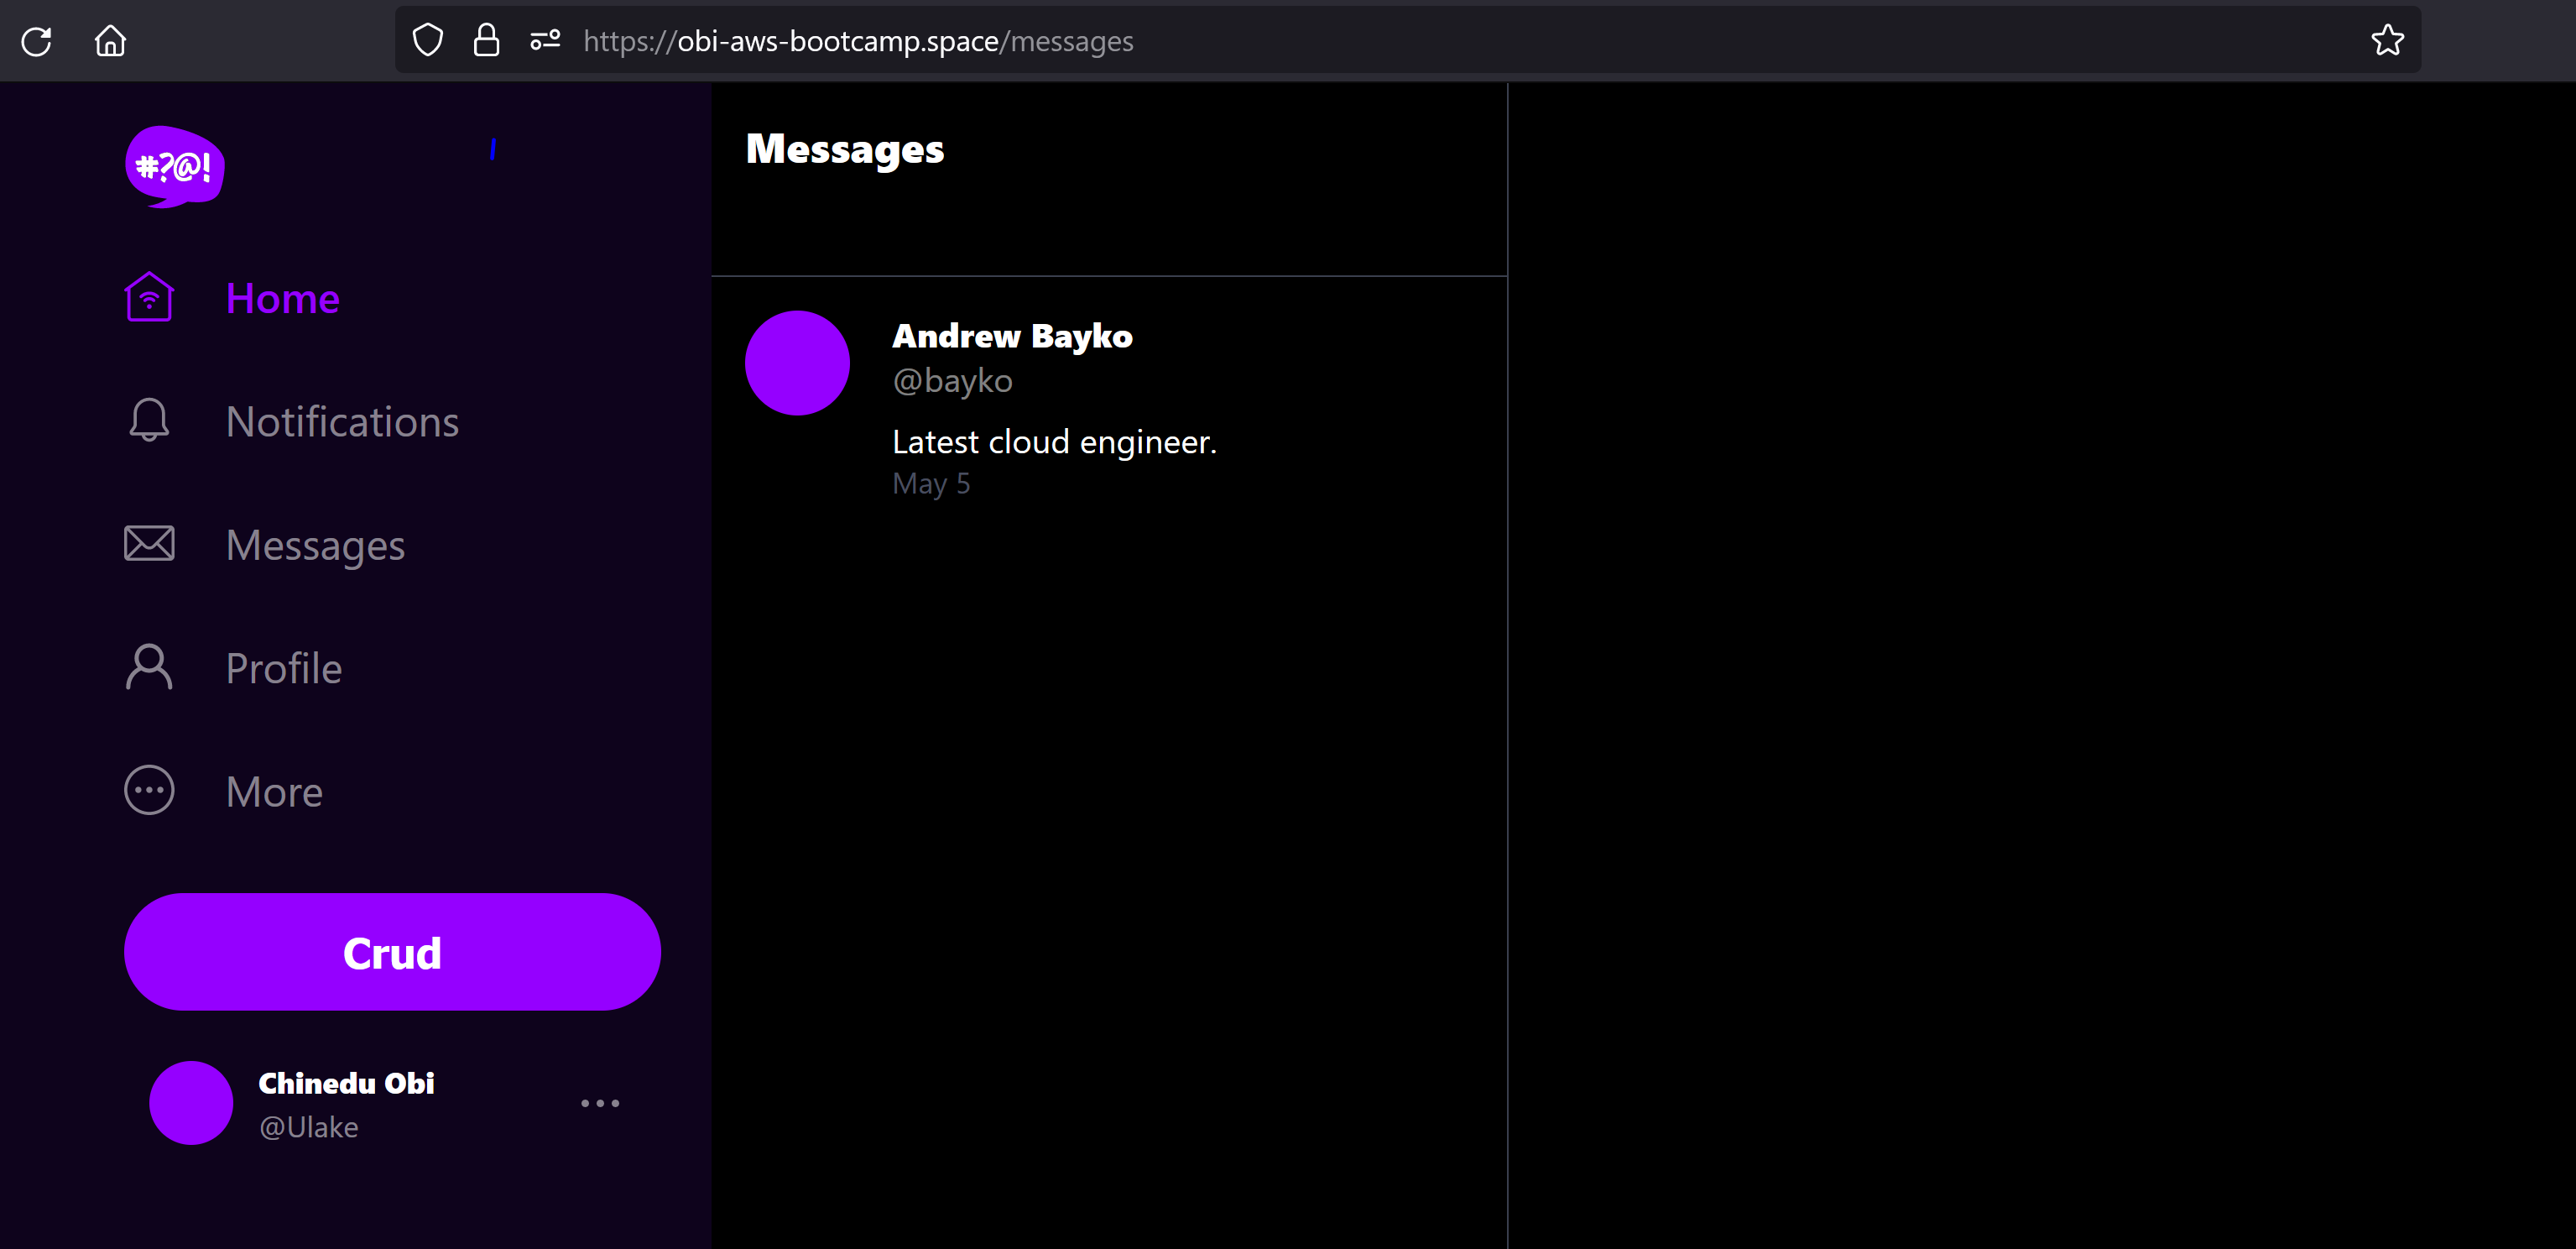 https://obi-aws-bootcamp.space/messages
#?@!
Home
Notifications
Messages
Profile
More
Crud
Chinedu Obi
@Ulake
Messages
Andrew Bayko
@bayko
Latest cloud engineer.
May 5